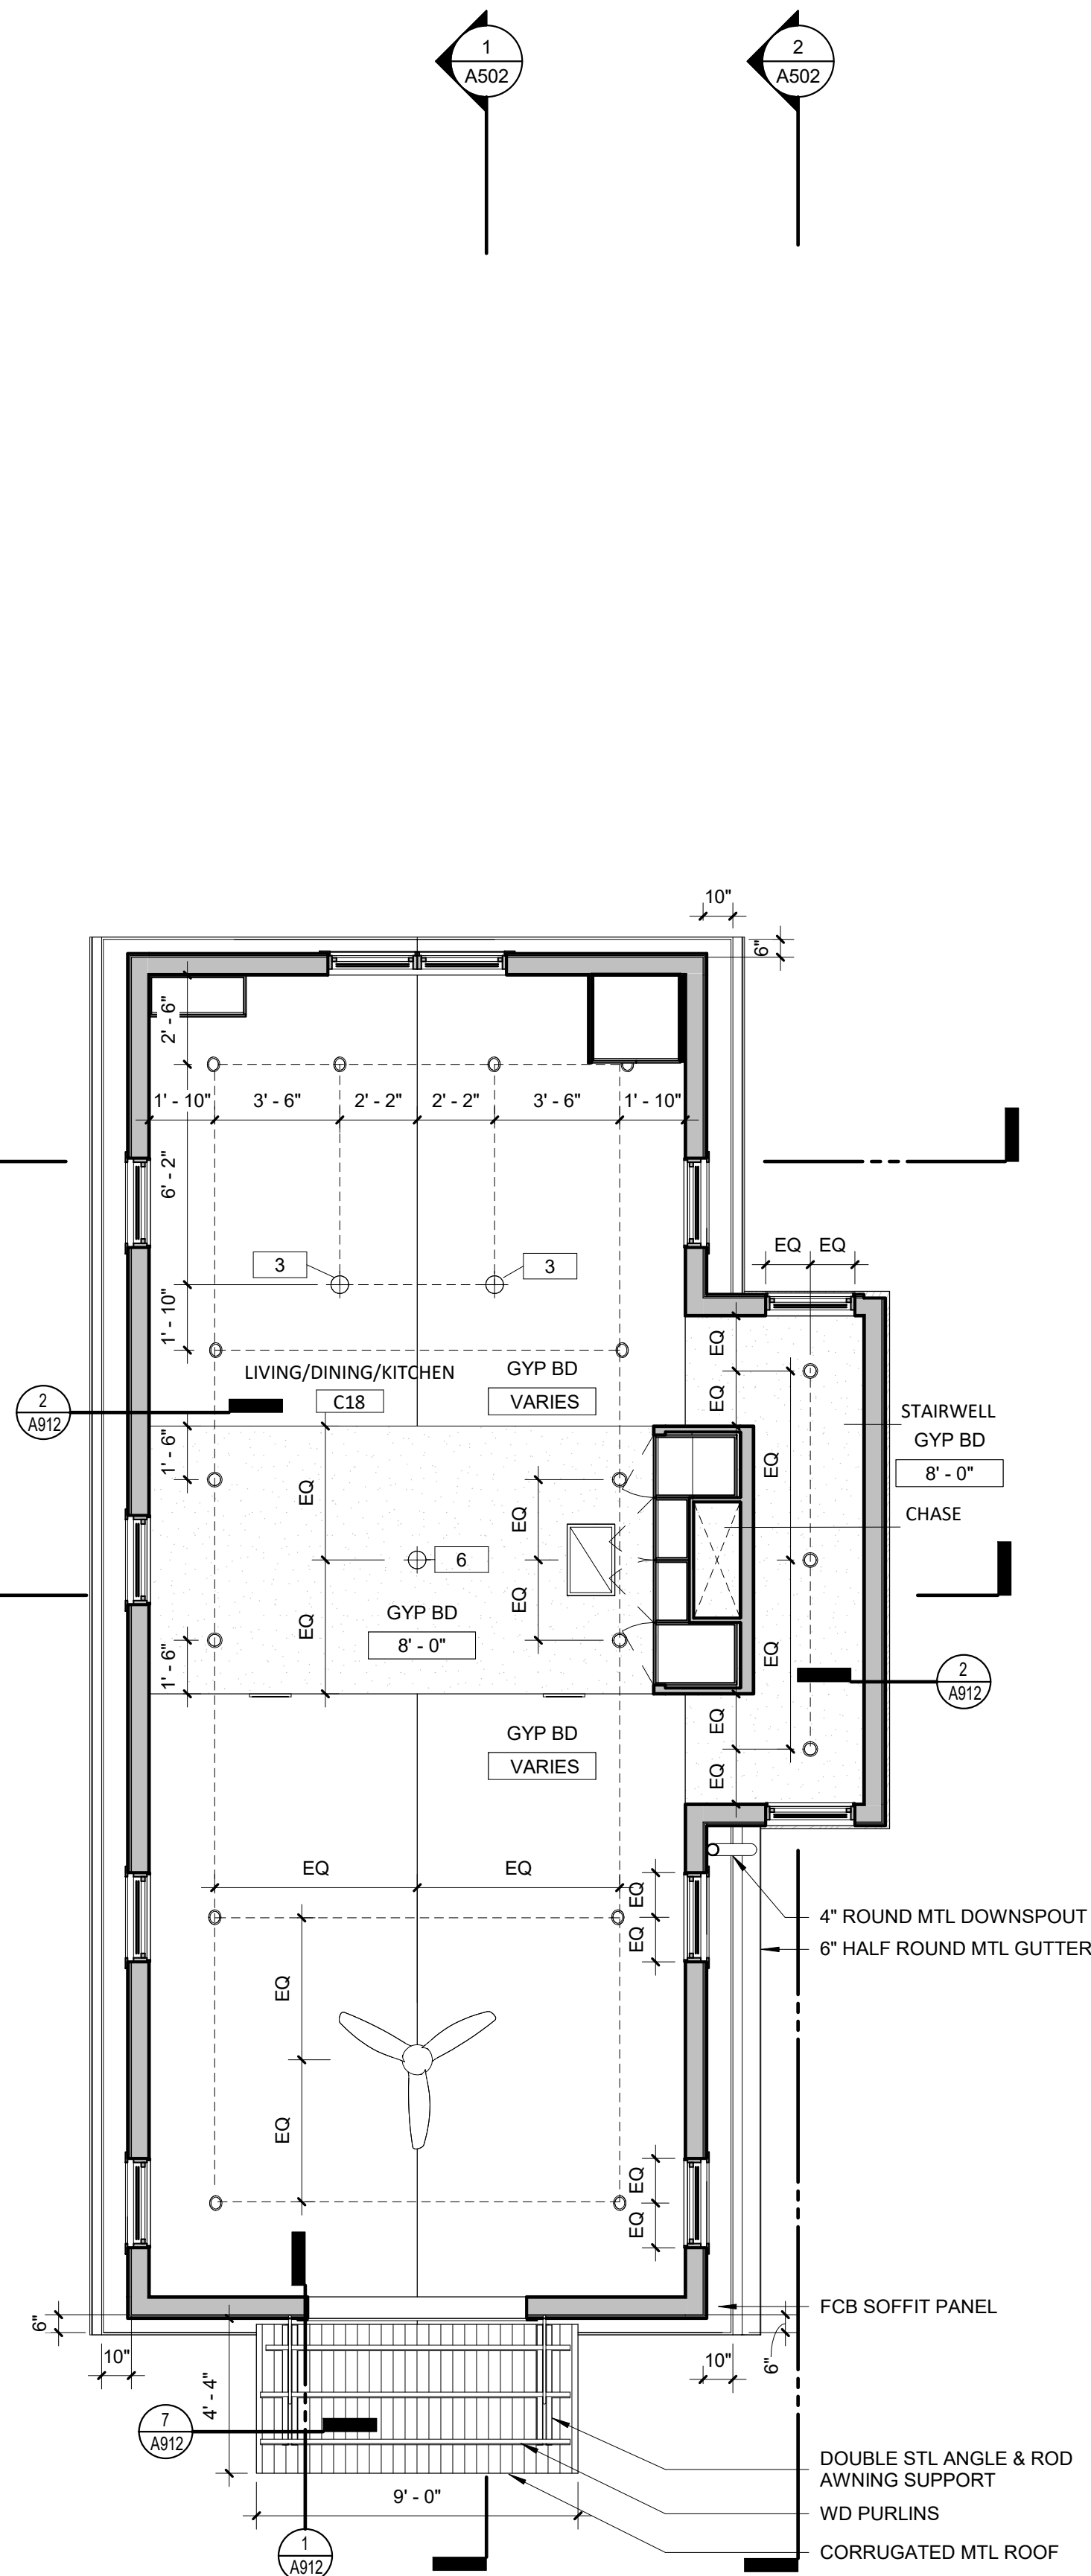 1
A502
2
A502
10"
6"
2' - 6"
1' - 10" 3' - 6" 2' - 2" 2' - 2" 3' - 6" 1' - 10"
6' - 2"
EQ EQ
3 3
1' - 10"
EQ
LIVING/DINING/KITCHEN
C18
GYP BD
VARIES
2
A912
EQ
STAIRWELL
GYP BD
8' - 0"
1' - 6"
EQ
EQ
EQ
CHASE
6
GYP BD
8' - 0"
EQ
EQ
1' - 6"
EQ
2
A912
GYP BD
VARIES
EQ
EQ
EQ EQ
EQ
EQ
4" ROUND MTL DOWNSPOUT
6" HALF ROUND MTL GUTTER
EQ
EQ
EQ
EQ
FCB SOFFIT PANEL
6"
10"
4' - 4"
10"
6"
7
A912
DOUBLE STL ANGLE & ROD
AWNING SUPPORT
9' - 0"
WD PURLINS
CORRUGATED MTL ROOF
1
A912